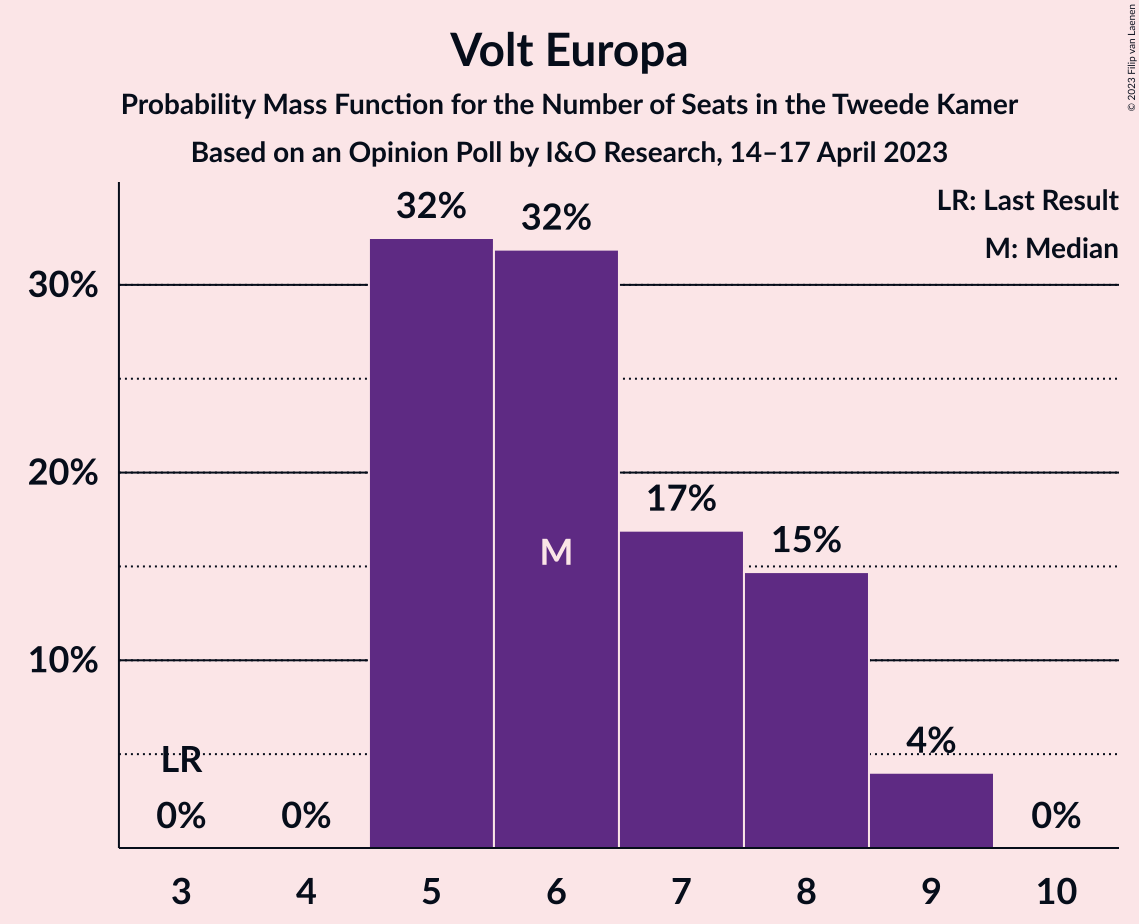 Volt Europa
Probability Mass Function for the Number of Seats in the Tweede Kamer
Based on an Opinion Poll by I&O Research, 14–17 April 2023
© 2023 Filip van Laenen
LR: Last Result
M: Median
32%
32%
30%
20%
17%
15%
M
10%
LR
4%
0%
0%
0%
3
4
5
6
7
8
9
10